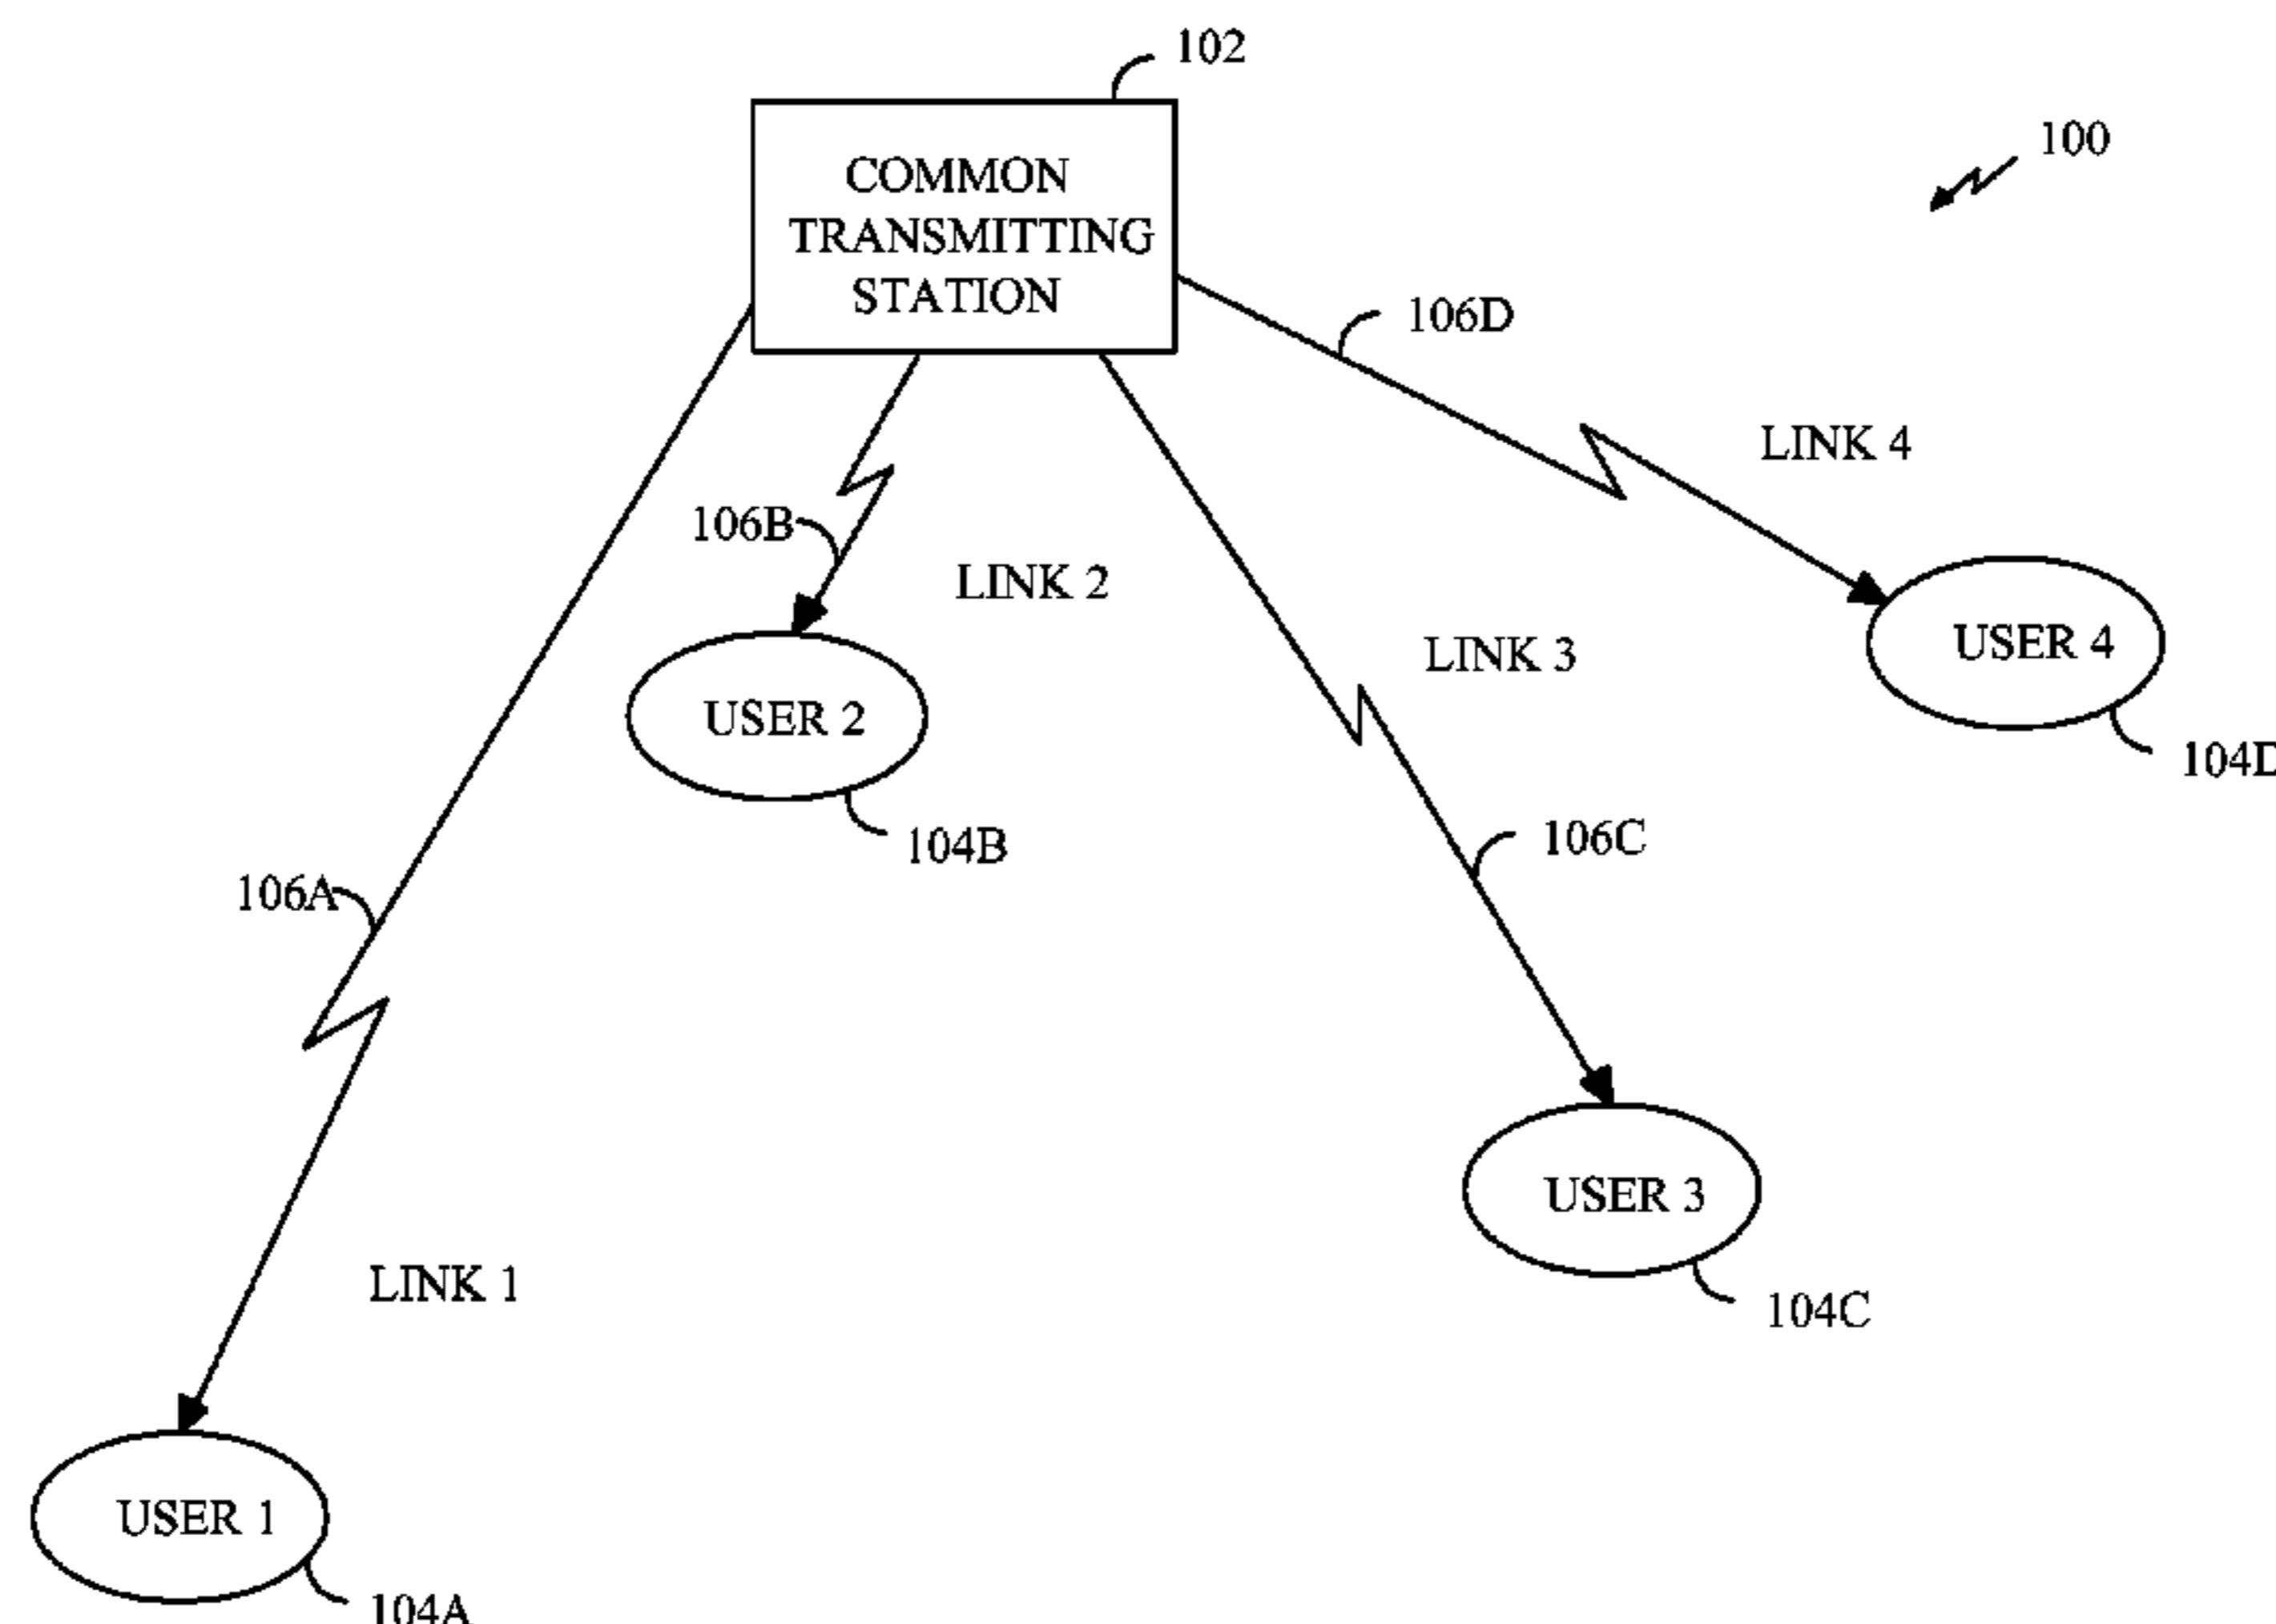 102
100
COMMON
TRANSMITTING
STATION
106D
LINK 4
106B
LINK 2
LINK 3
USER 4
USER 2
104D
104B
106C
106A
USER 3
LINK 1
104C
USER 1
104A